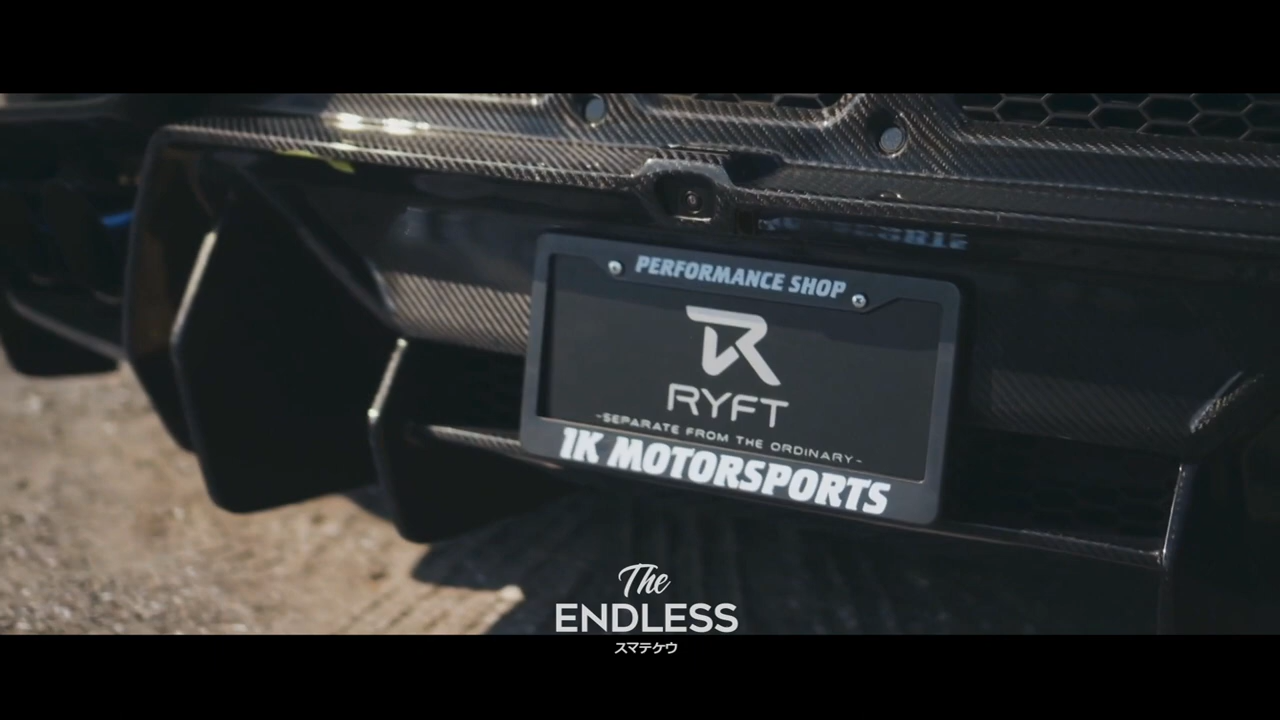 PERFORMANCE SHOP
RYFT
-SEPARATE FROM THE ORDINARY-
1K MOTORSPORTS
The
ENDLESS
スマテケウ